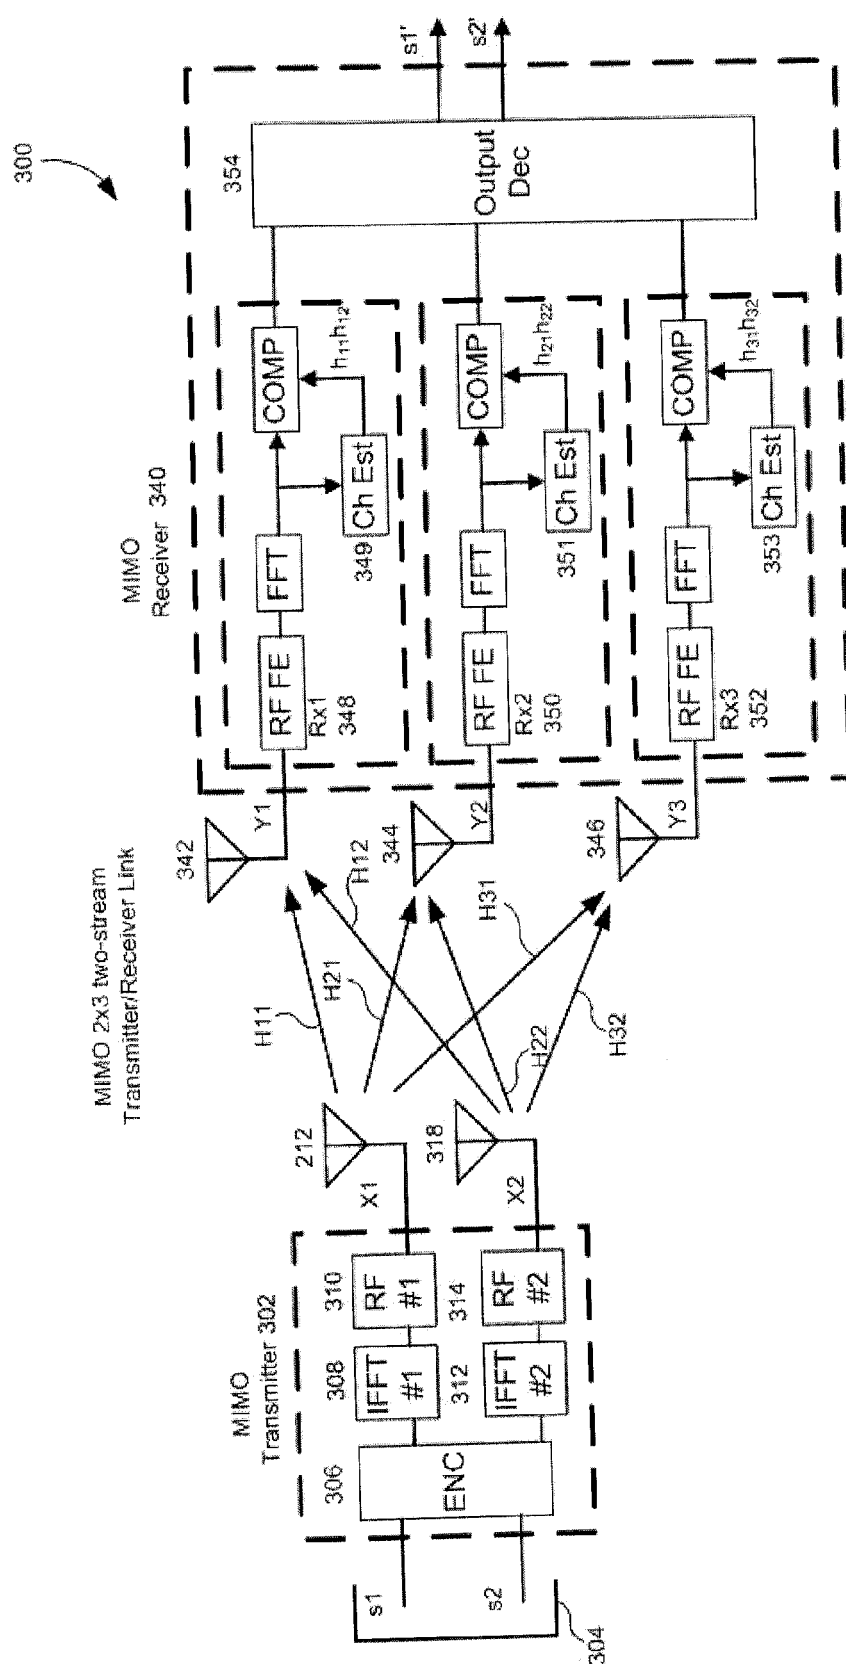 300
MIMO 2x3 two-stream
Transmitter/Receiver Link
MIMO
Transmitter 302
304
s1
s2
306
ENC
308
IFFT
#1
310
RF
#1
312
IFFT
#2
314
RF
#2
X1
X2
212
318
H11
H21
H12
H31
H22
H32
342
344
346
Y1
Y2
Y3
MIMO
Receiver 340
RF FE
Rx1
348
FFT
349
Ch Est
COMP
h11h12
RF FE
Rx2
350
FFT
351
Ch Est
COMP
h21h22
RF FE
Rx3
352
FFT
353
Ch Est
COMP
h31h32
354
Output
Dec
s1'
s2'